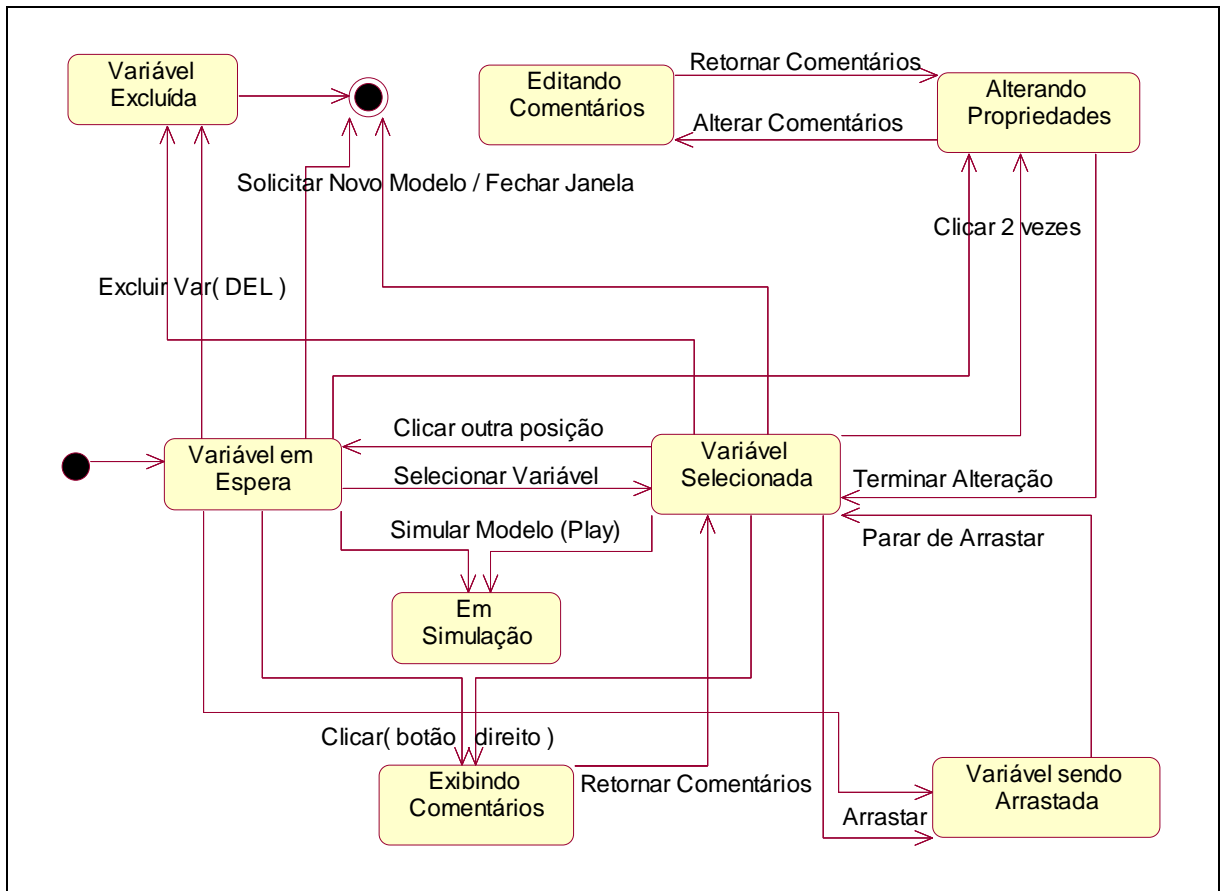 Variável
Excluída
Editando
Comentários
Retornar Comentários
Alterando
Propriedades
Alterar Comentários
Solicitar Novo Modelo / Fechar Janela
Clicar 2 vezes
Excluir Var( DEL )
Variável em
Espera
Clicar outra posição
Selecionar Variável
Variável
Selecionada
Terminar Alteração
Simular Modelo (Play)
Parar de Arrastar
Em
Simulação
Clicar( botão direito )
Exibindo
Comentários
Retornar Comentários
Variável sendo
Arrastada
Arrastar